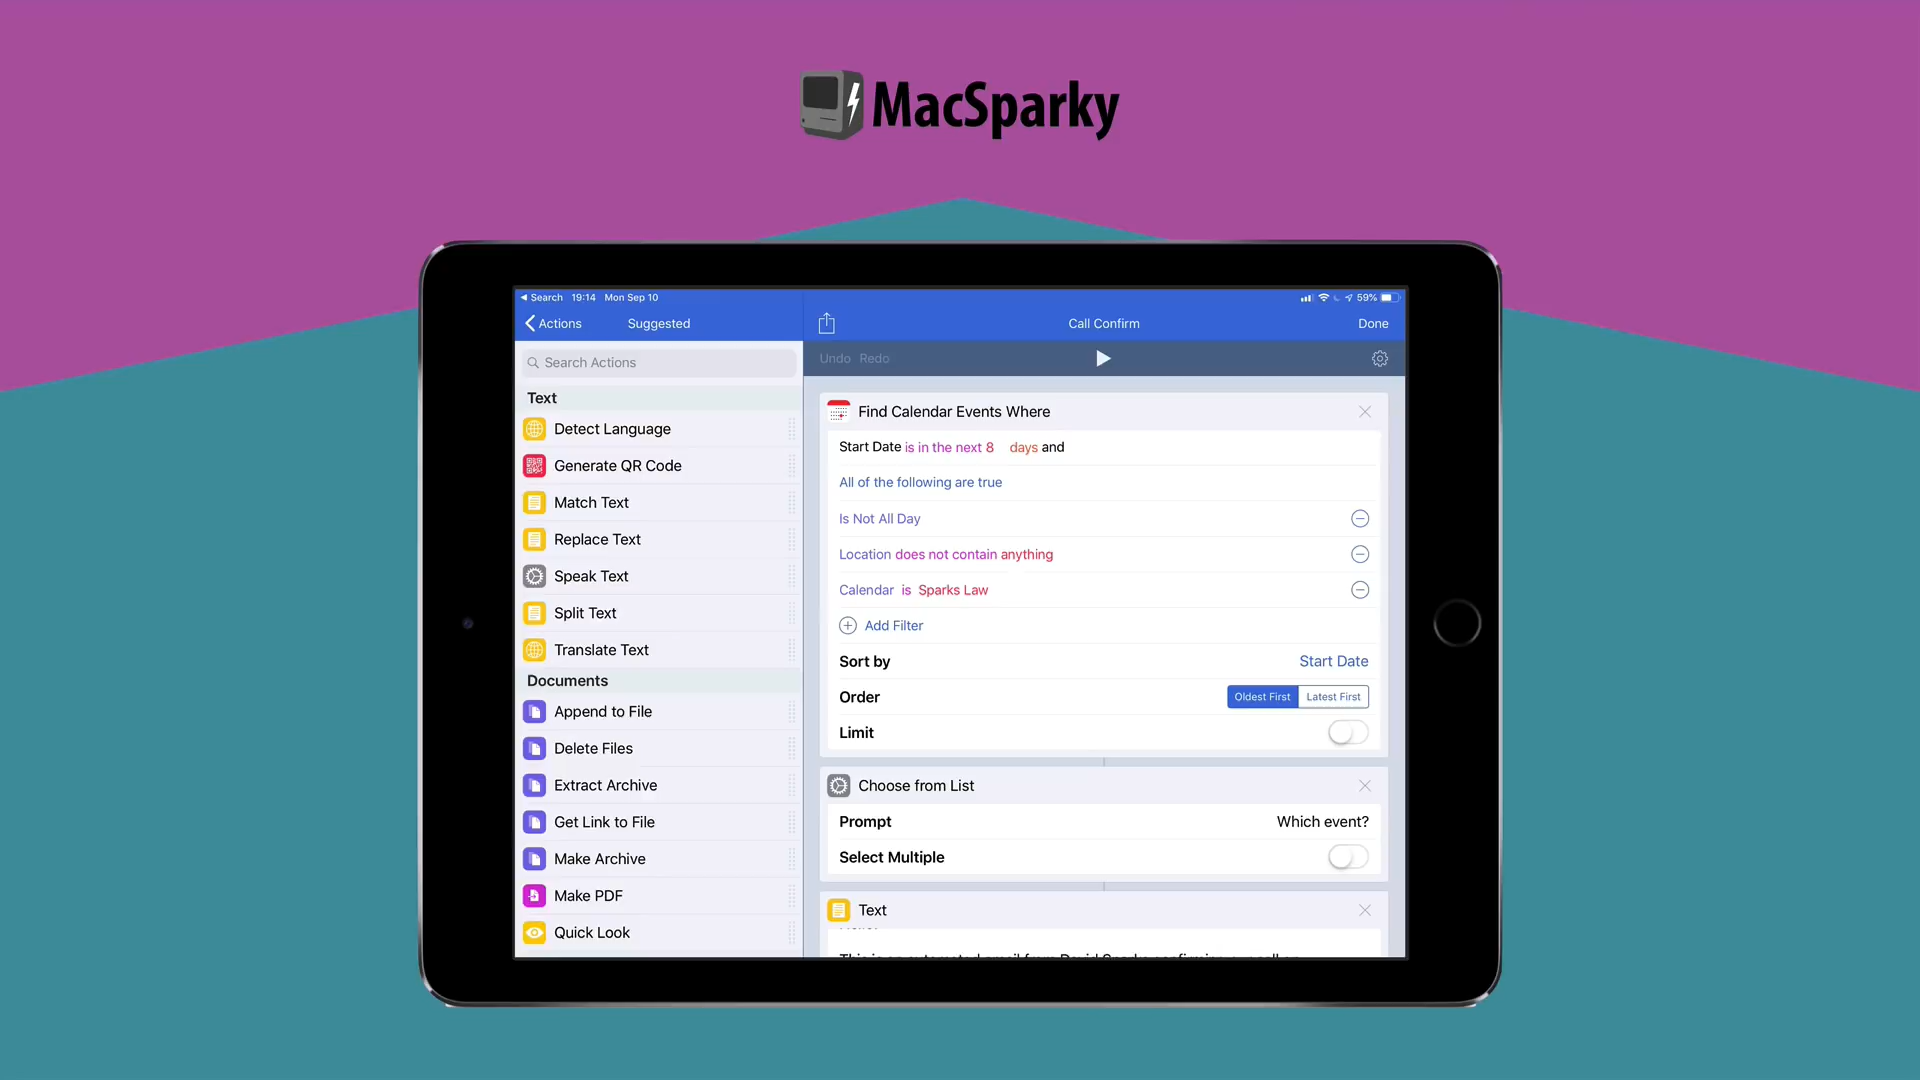 MacSparky
Search 19:14 Mon Sep 10
59%
Actions Suggested
Call Confirm Done
Search Actions
Undo Redo
Text
Detect Language
Generate QR Code
Match Text
Replace Text
Speak Text
Split Text
Translate Text
Documents
Append to File
Delete Files
Extract Archive
Get Link to File
Make Archive
Make PDF
Quick Look
Find Calendar Events Where
Start Date is in the next 8 days and
All of the following are true
Is Not All Day
Location does not contain anything
Calendar is Sparks Law
Add Filter
Sort by Start Date
Order Oldest First Latest First
Limit
Choose from List
Prompt Which event?
Select Multiple
Text